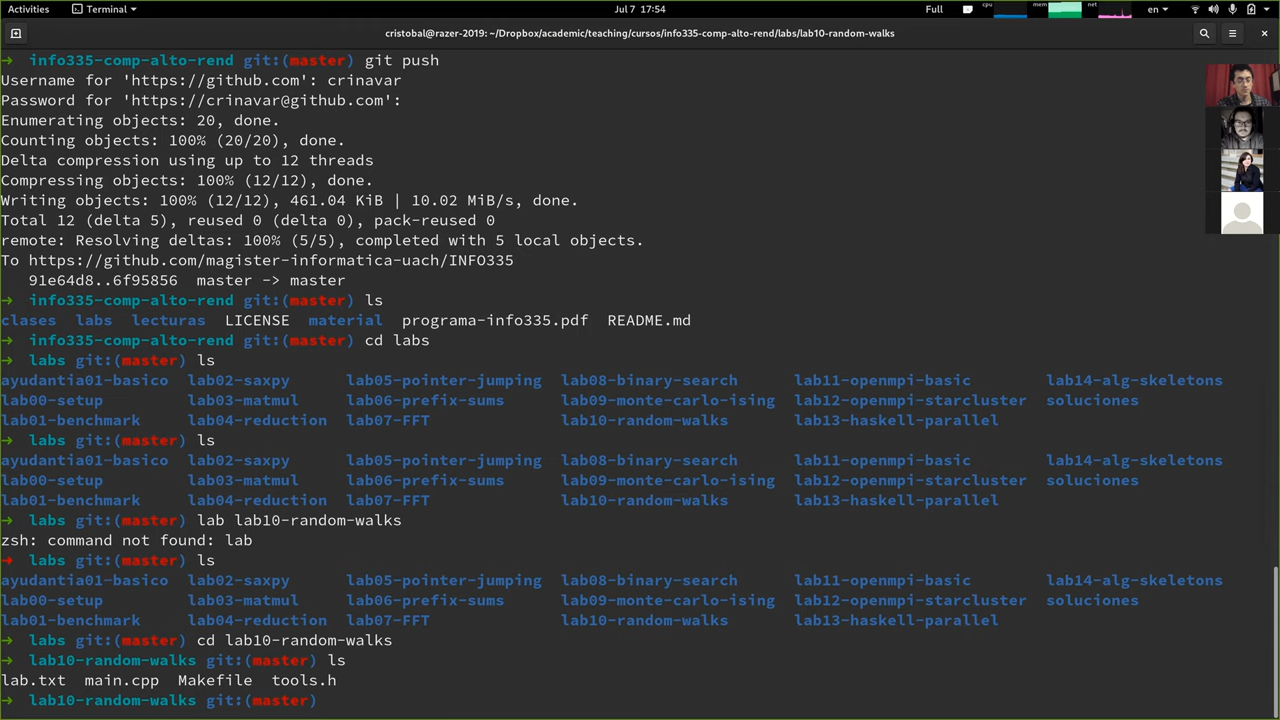 Activities Terminal Jul 7 17:54 Full cpu mem net en
cristobal@razer-2019: ~/Dropbox/academic/teaching/cursos/info335-comp-alto-rend/labs/lab10-random-walks
→ info335-comp-alto-rend git:(master) git push
Username for 'https://github.com': crinavar
Password for 'https://crinavar@github.com':
Enumerating objects: 20, done.
Counting objects: 100% (20/20), done.
Delta compression using up to 12 threads
Compressing objects: 100% (12/12), done.
Writing objects: 100% (12/12), 461.04 KiB | 10.02 MiB/s, done.
Total 12 (delta 5), reused 0 (delta 0), pack-reused 0
remote: Resolving deltas: 100% (5/5), completed with 5 local objects.
To https://github.com/magister-informatica-uach/INFO335
91e64d8..6f95856 master -> master
→ info335-comp-alto-rend git:(master) ls
clases labs lecturas LICENSE material programa-info335.pdf README.md
→ info335-comp-alto-rend git:(master) cd labs
→ labs git:(master) ls
ayudantia01-basico lab02-saxpy lab05-pointer-jumping lab08-binary-search lab11-openmpi-basic lab14-alg-skeletons
lab00-setup lab03-matmul lab06-prefix-sums lab09-monte-carlo-ising lab12-openmpi-starcluster soluciones
lab01-benchmark lab04-reduction lab07-FFT lab10-random-walks lab13-haskell-parallel
→ labs git:(master) ls
ayudantia01-basico lab02-saxpy lab05-pointer-jumping lab08-binary-search lab11-openmpi-basic lab14-alg-skeletons
lab00-setup lab03-matmul lab06-prefix-sums lab09-monte-carlo-ising lab12-openmpi-starcluster soluciones
lab01-benchmark lab04-reduction lab07-FFT lab10-random-walks lab13-haskell-parallel
→ labs git:(master) lab lab10-random-walks
zsh: command not found: lab
→ labs git:(master) ls
ayudantia01-basico lab02-saxpy lab05-pointer-jumping lab08-binary-search lab11-openmpi-basic lab14-alg-skeletons
lab00-setup lab03-matmul lab06-prefix-sums lab09-monte-carlo-ising lab12-openmpi-starcluster soluciones
lab01-benchmark lab04-reduction lab07-FFT lab10-random-walks lab13-haskell-parallel
→ labs git:(master) cd lab10-random-walks
→ lab10-random-walks git:(master) ls
lab.txt main.cpp Makefile tools.h
→ lab10-random-walks git:(master)